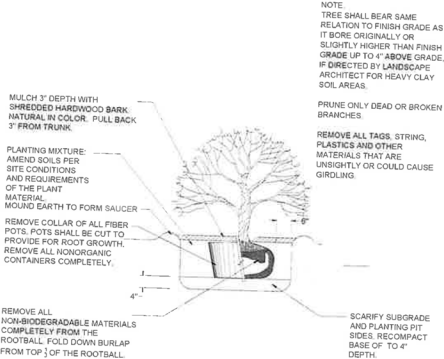 NOTE.
TREE SHALL BEAR SAME
RELATION TO FINISH GRADE AS
IT BORE ORIGINALLY OR
SLIGHTLY HIGHER THAN FINISH
GRADE UP TO 4" ABOVE GRADE,
IF DIRECTED BY LANDSCAPE
ARCHITECT FOR HEAVY CLAY
SOIL AREAS.
PRUNE ONLY DEAD OR BROKEN
BRANCHES.
REMOVE ALL TAGS, STRING,
PLASTICS AND OTHER
MATERIALS THAT ARE
UNSIGHTLY OR COULD CAUSE
GIRDLING.
MULCH 3" DEPTH WITH
SHREDDED HARDWOOD BARK.
NATURAL IN COLOR. PULL BACK
3" FROM TRUNK.
PLANTING MIXTURE:
AMEND SOILS PER
SITE CONDITIONS
AND REQUIREMENTS
OF THE PLANT
MATERIAL.
MOUND EARTH TO FORM SAUCER
REMOVE COLLAR OF ALL FIBER
POTS. POTS SHALL BE CUT TO
PROVIDE FOR ROOT GROWTH.
REMOVE ALL NONORGANIC
CONTAINERS COMPLETELY.
6"
4"
REMOVE ALL
NON-BIODEGRADABLE MATERIALS
COMPLETELY FROM THE
ROOTBALL. FOLD DOWN BURLAP
FROM TOP ⅓ OF THE ROOTBALL.
SCARIFY SUBGRADE
AND PLANTING PIT
SIDES. RECOMPACT
BASE OF TO 4"
DEPTH.